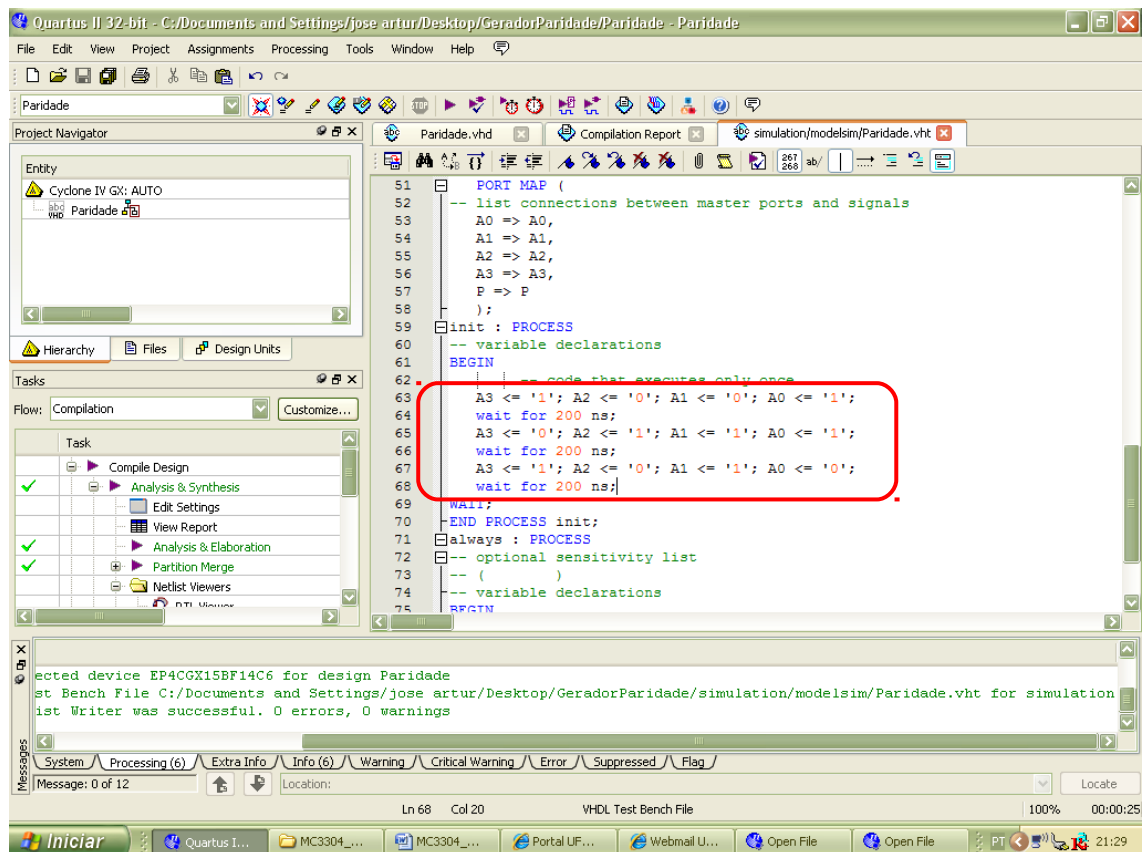 Quartus II 32-bit - C:/Documents and Settings/jose artur/Desktop/GeradorParidade/Paridade - Paridade
File Edit View Project Assignments Processing Tools Window Help
Paridade
STOP
Project Navigator
Paridade.vhd
Compilation Report
simulation/modelsim/Paridade.vht
Entity
Cyclone IV GX: AUTO
abd VHD Paridade
267 268 ab/
51 PORT MAP (
52 -- list connections between master ports and signals
53 A0 => A0,
54 A1 => A1,
55 A2 => A2,
56 A3 => A3,
57 P => P
58 );
59 init : PROCESS
60 -- variable declarations
61 BEGIN
62 -- code that executes only once
63 A3 <= '1'; A2 <= '0'; A1 <= '0'; A0 <= '1';
64 wait for 200 ns;
65 A3 <= '0'; A2 <= '1'; A1 <= '1'; A0 <= '1';
66 wait for 200 ns;
67 A3 <= '1'; A2 <= '0'; A1 <= '1'; A0 <= '0';
68 wait for 200 ns;
69 WAIT;
70 END PROCESS init;
71 always : PROCESS
72 -- optional sensitivity list
73 -- ( )
74 -- variable declarations
75 BEGIN
Hierarchy Files Design Units
Tasks
Flow: Compilation Customize...
Task
Compile Design
Analysis & Synthesis
Edit Settings
View Report
Analysis & Elaboration
Partition Merge
Netlist Viewers
RTL Viewer
ected device EP4CGX15BF14C6 for design Paridade
st Bench File C:/Documents and Settings/jose artur/Desktop/GeradorParidade/simulation/modelsim/Paridade.vht for simulation
ist Writer was successful. 0 errors, 0 warnings
Messages
System Processing (6) Extra Info Info (6) Warning Critical Warning Error Suppressed Flag
Message: 0 of 12 Location: Locate
Ln 68 Col 20 VHDL Test Bench File 100% 00:00:25
Iniciar Quartus I... MC3304_... MC3304_... Portal UF... Webmail U... Open File Open File PT 21:29